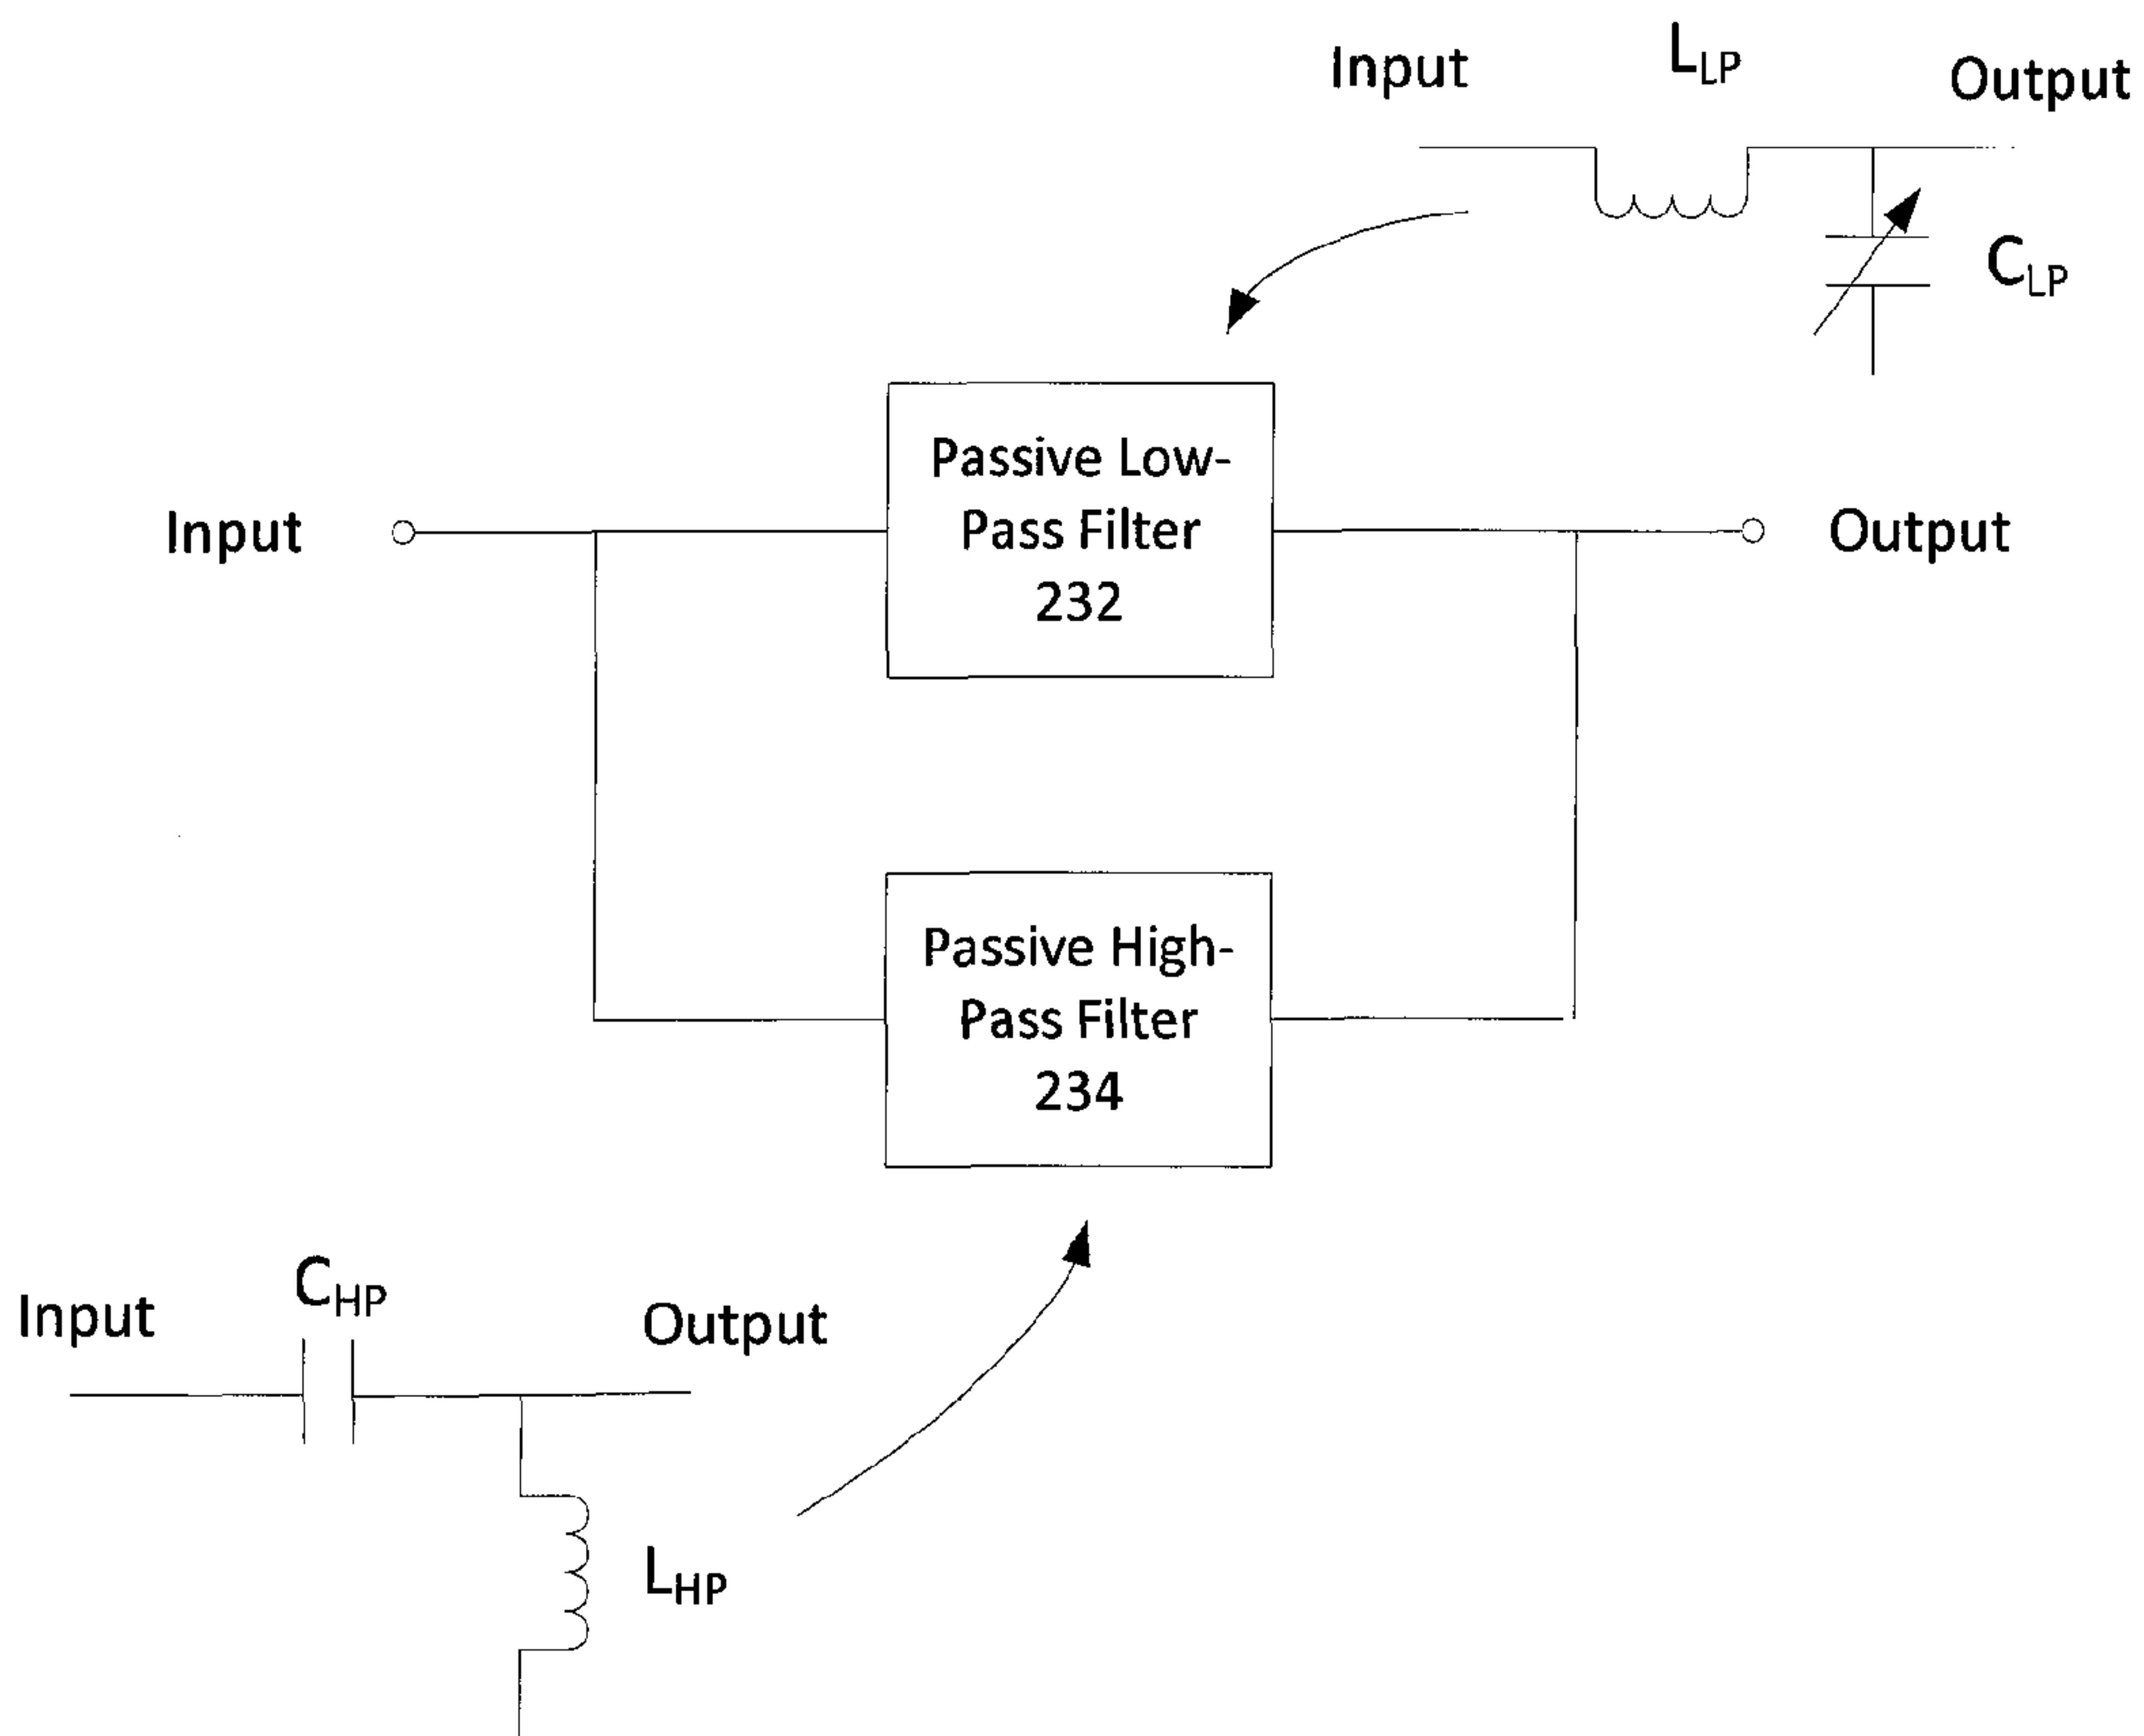 Input
L_LP
Output
C_LP
Passive Low-
Pass Filter
232
Input
Output
Passive High-
Pass Filter
234
C_HP
Input
Output
L_HP